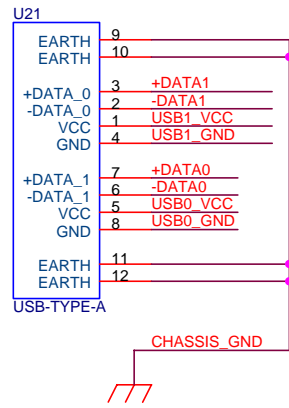 U21
EARTH 9
EARTH 10
+DATA_0 3 +DATA1
-DATA_0 2 -DATA1
VCC 1 USB1_VCC
GND 4 USB1_GND
+DATA_1 7 +DATA0
-DATA_1 6 -DATA0
VCC 5 USB0_VCC
GND 8 USB0_GND
EARTH 11
EARTH 12
USB-TYPE-A
CHASSIS_GND